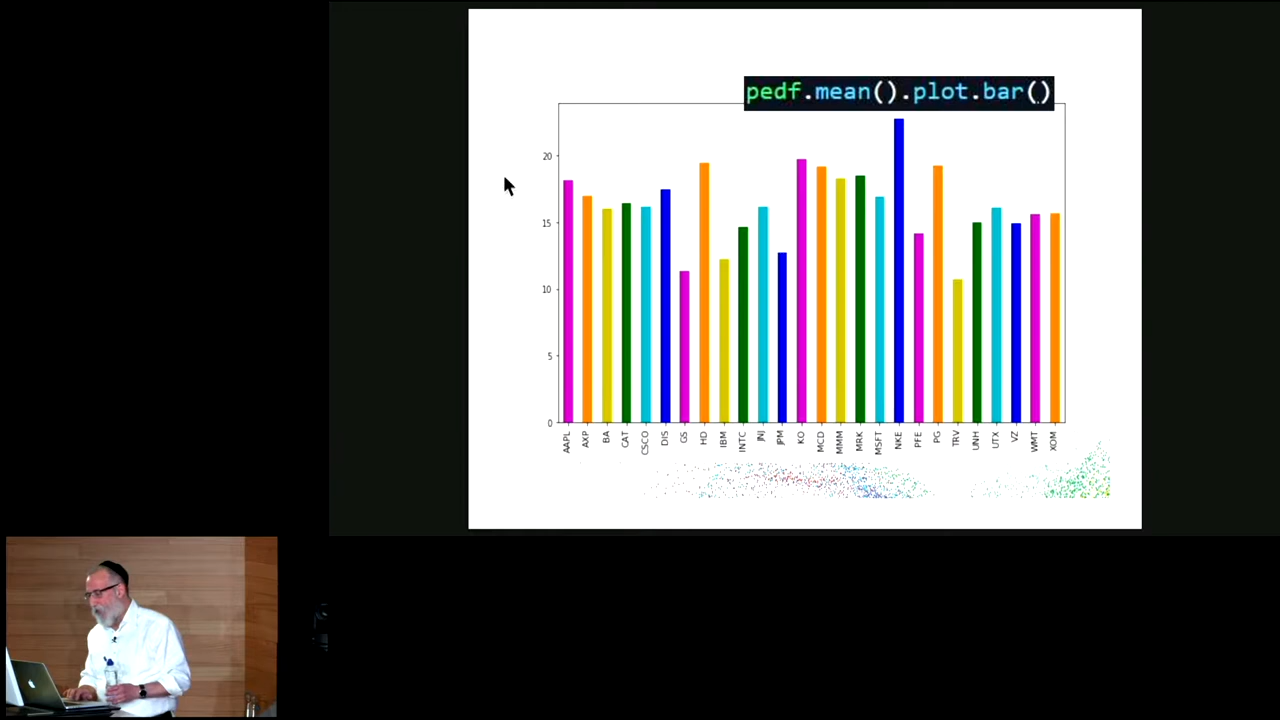 pedf.mean().plot.bar()
20
15
10
5
0
AAPL AXP BA CAT CSCO DIS GS HD IBM INTC JNJ JPM KO MCD MMM MRK MSFT NKE PFE PG TRV UNH UTX VZ WMT XOM